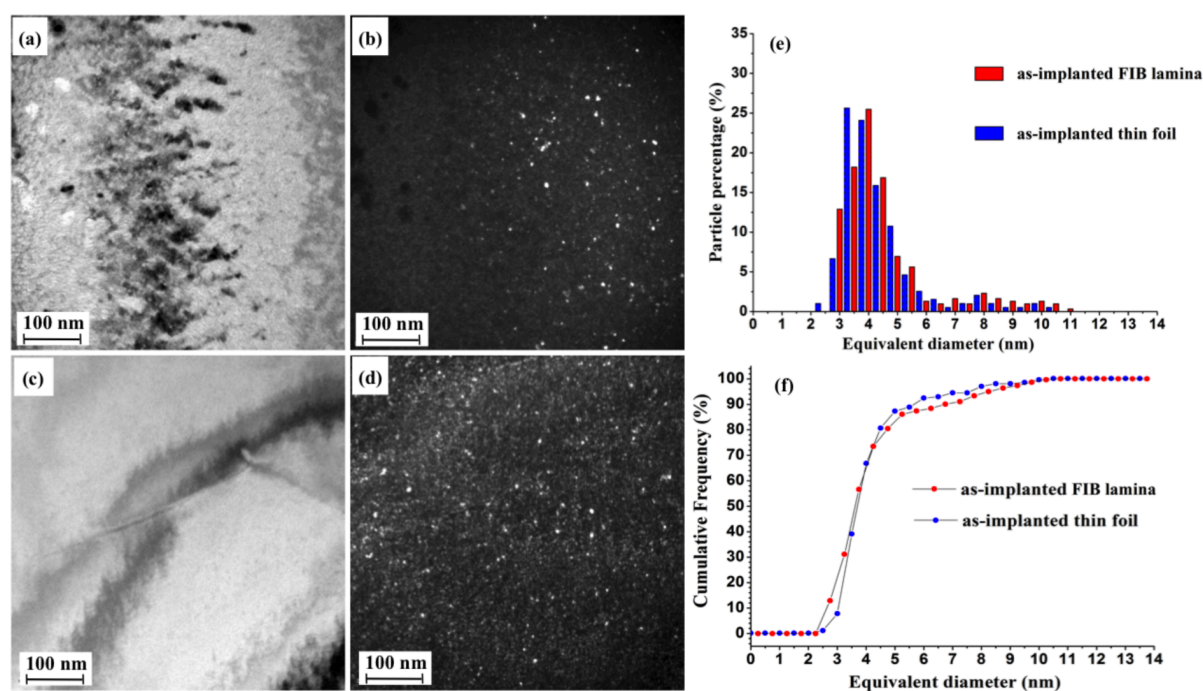 (a)
100 nm
(b)
100 nm
(c)
100 nm
(d)
100 nm
(e)
as-implanted FIB lamina
as-implanted thin foil
Particle percentage (%)
35
30
25
20
15
10
5
0
0 1 2 3 4 5 6 7 8 9 10 11 12 13 14
Equivalent diameter (nm)
(f)
Cumulative Frequency (%)
100
90
80
70
60
50
40
30
20
10
0
as-implanted FIB lamina
as-implanted thin foil
0 1 2 3 4 5 6 7 8 9 10 11 12 13 14
Equivalent diameter (nm)